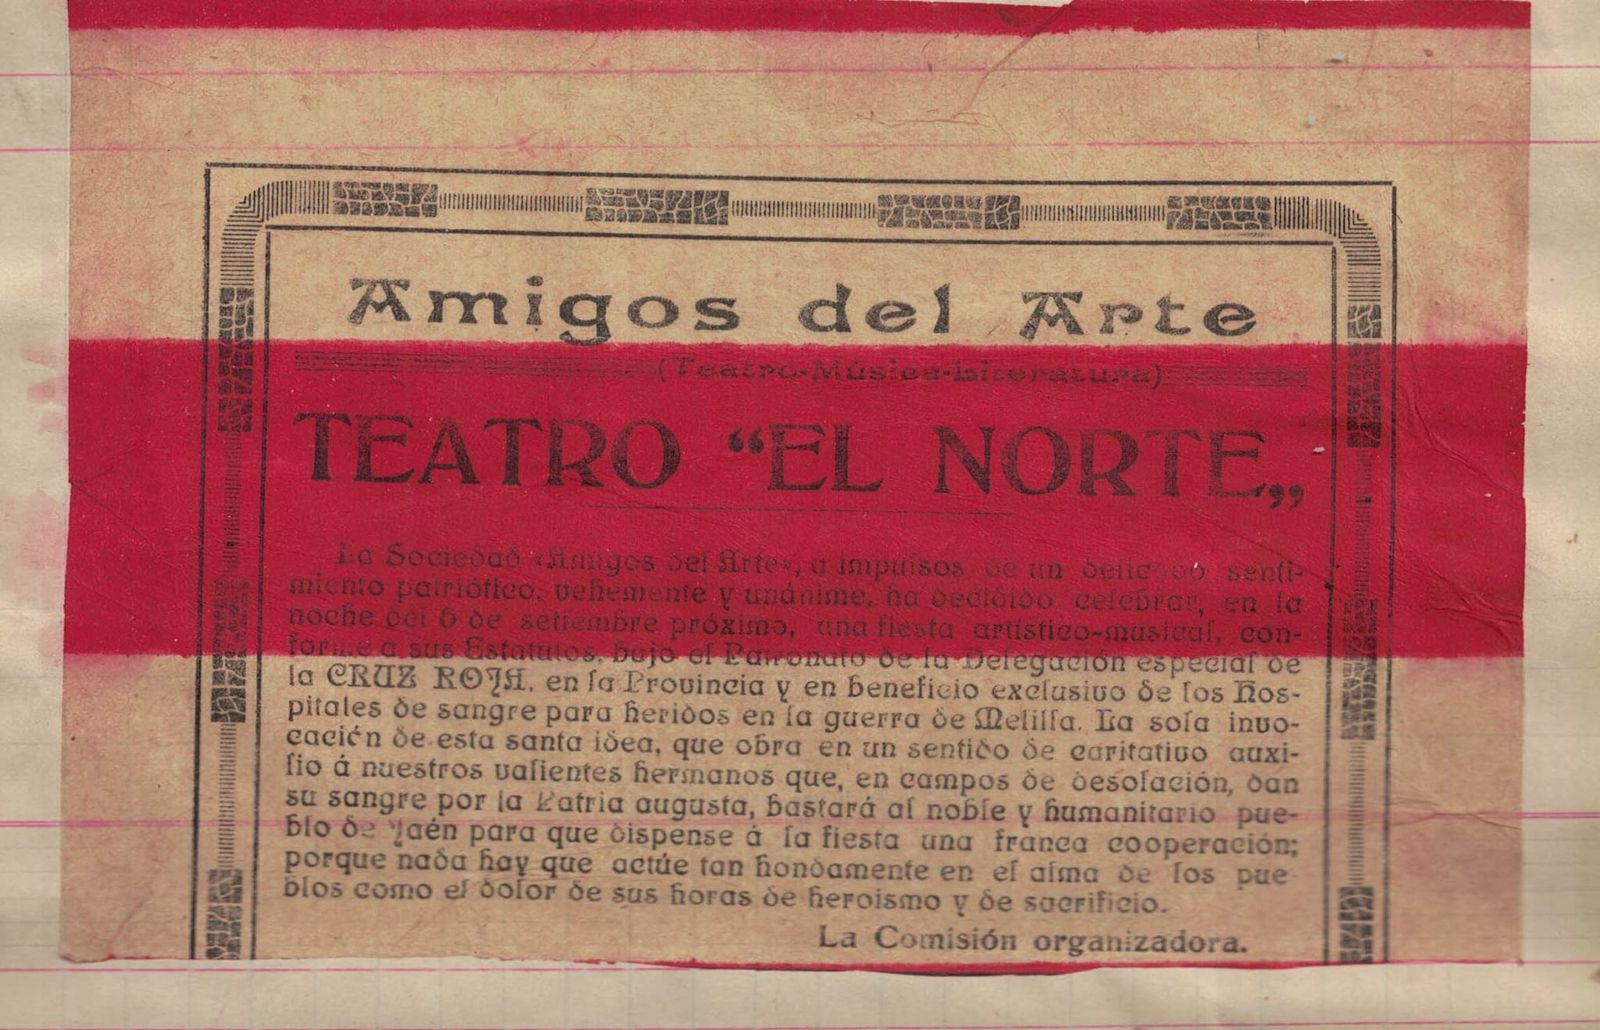 Amigos del Arte
(Teatro-Música-Literatura)
TEATRO “EL NORTE„
La Sociedad «Amigos del Arte», a impulsos de un delicado senti-
miento patriótico, vehemente y unánime, ha decidido celebrar, en la
noche del 6 de setiembre próximo, una fiesta artístico-musical, con-
forme a sus Estatutos, bajo el Patronato de la Delegación especial de
la CRUZ ROJA, en la Provincia y en beneficio exclusivo de los Hos-
pitales de sangre para heridos en la guerra de Melilla. La sola invo-
cación de esta santa idea, que obra en un sentido de caritativo auxi-
lio á nuestros valientes hermanos que, en campos de desolación, dan
su sangre por la Patria augusta, bastará al noble y humanitario pue-
blo de Jaén para que dispense á la fiesta una franca cooperación;
porque nada hay que actúe tan hondamente en el alma de los pue
blos como el dolor de sus horas de heroismo y de sacrificio.
La Comisión organizadora.